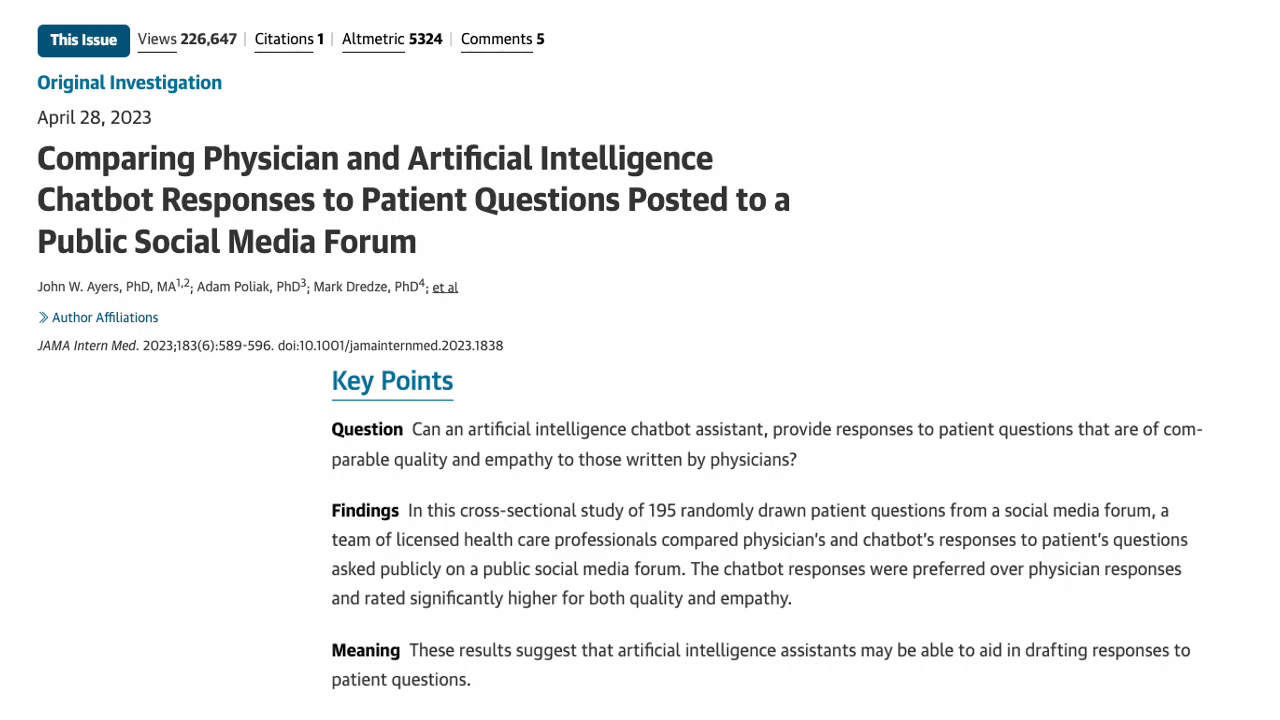 This Issue Views 226,647 | Citations 1 | Altmetric 5324 | Comments 5
Original Investigation
April 28, 2023
Comparing Physician and Artificial Intelligence
Chatbot Responses to Patient Questions Posted to a
Public Social Media Forum
John W. Ayers, PhD, MA1,2; Adam Poliak, PhD3; Mark Dredze, PhD4; et al
Author Affiliations
JAMA Intern Med. 2023;183(6):589-596. doi:10.1001/jamainternmed.2023.1838
Key Points
Question Can an artificial intelligence chatbot assistant, provide responses to patient questions that are of com-
parable quality and empathy to those written by physicians?
Findings In this cross-sectional study of 195 randomly drawn patient questions from a social media forum, a
team of licensed health care professionals compared physician's and chatbot's responses to patient's questions
asked publicly on a public social media forum. The chatbot responses were preferred over physician responses
and rated significantly higher for both quality and empathy.
Meaning These results suggest that artificial intelligence assistants may be able to aid in drafting responses to
patient questions.